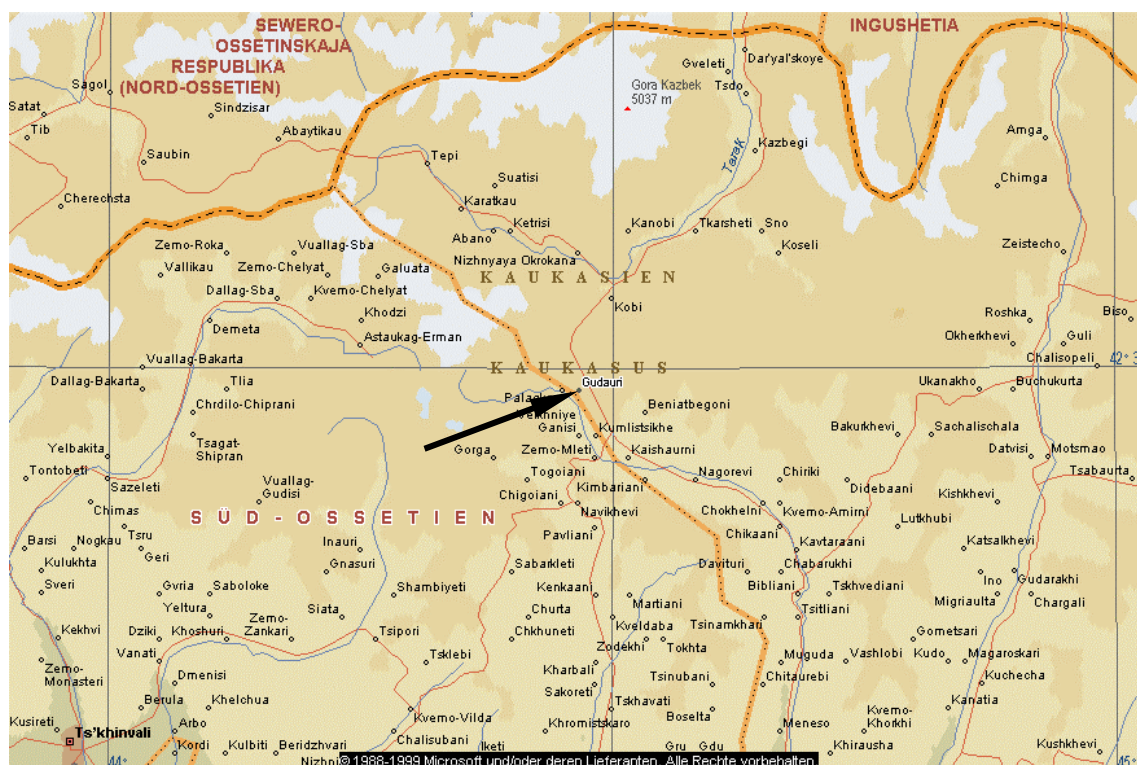 SEWERO-
OSSETINSKAJA
RESPUBLIKA
(NORD-OSSETIEN)
INGUSHETIA
Dar'yal'skoye
Gveleti
Tsdo
Gora Kazbek
5037 m
Sagol
Satat
Sindzisar
Tib
Abaytikau
Amga
Saubin
Kazbegi
Tepi
Tarak
Suatisi
Chimga
Cherechsta
Karatkau
Ketrisi
Kanobi
Tkarsheti
Sno
Abano
Zemo-Roka
Vuallag-Sba
Koseli
Zeistecho
Nizhnyaya Okrokana
Vallikau
Zemo-Chelyat
Galuata
KAUKASIEN
Dallag-Sba
Kvemo-Chelyat
Kobi
Khodzi
Roshka
Biso
Demeta
Astaukag-Erman
Okherkhevi
Guli
Vuallag-Bakarta
Chalisopeli
42° 3
KAUKASUS
Dallag-Bakarta
Tlia
Gudauri
Ukanakho
Buchukurta
Chrdilo-Chiprani
Beniatbegoni
Ganisi
Kumlistsikhe
Bakurkhevi
Sachalischala
Tsagat-
Shipran
Yelbakita
Gorga
Zemo-Mleti
Kaishaurni
Datvisi
Motsmao
Tontobeti
Sazeleti
Togoiani
Nagorevi
Chiriki
Tsabaurta
Vuallag-
Gudisi
Chigoiani
Kimbariani
Didebaani
Kishkhevi
Chimas
SÜD-OSSETIEN
Navikhevi
Chokhelni
Kvemo-Amirni
Lutkhubi
Tsru
Pavliani
Chikaani
Barsi
Nogkau
Geri
Inauri
Kavtaraani
Katsalkhevi
Kulukhta
Gnasuri
Sabarkleti
Davituri
Chabarukhi
Ino
Gudarakhi
Sveri
Gvria
Saboloke
Shambiyeti
Kenkaani
Bibliani
Tskhvediani
Migriaulta
Chargali
Yeltura
Siata
Churta
Martiani
Tsitliani
Kekhvi
Dziki
Khoshuri
Zemo-
Zankari
Tsipori
Chkhuneti
Kveldaba
Tsinamkhari
Gometsari
Vanati
Zodekhi
Tokhta
Zemo-
Monasteri
Tsklebi
Kharbali
Muguda
Vashlobi
Kudo
Magaroskari
Dmenisi
Sakoreti
Tsinubani
Chitaurebi
Kuchecha
Berula
Khelchua
Kvemo-Vilda
Tskhavati
Boselta
Kvemo-
Khorkhi
Kanatia
Kusireti
Arbo
Chalisubani
Khromistskaro
Meneso
Ts'khinvali
Kordi
Kulbiti
Beridzhvari
Iketi
Gru
Gdu
Khirausha
Kushkhevi
44°
© 1988-1999 Microsoft und/oder deren Lieferanten. Alle Rechte vorbehalten.
45°